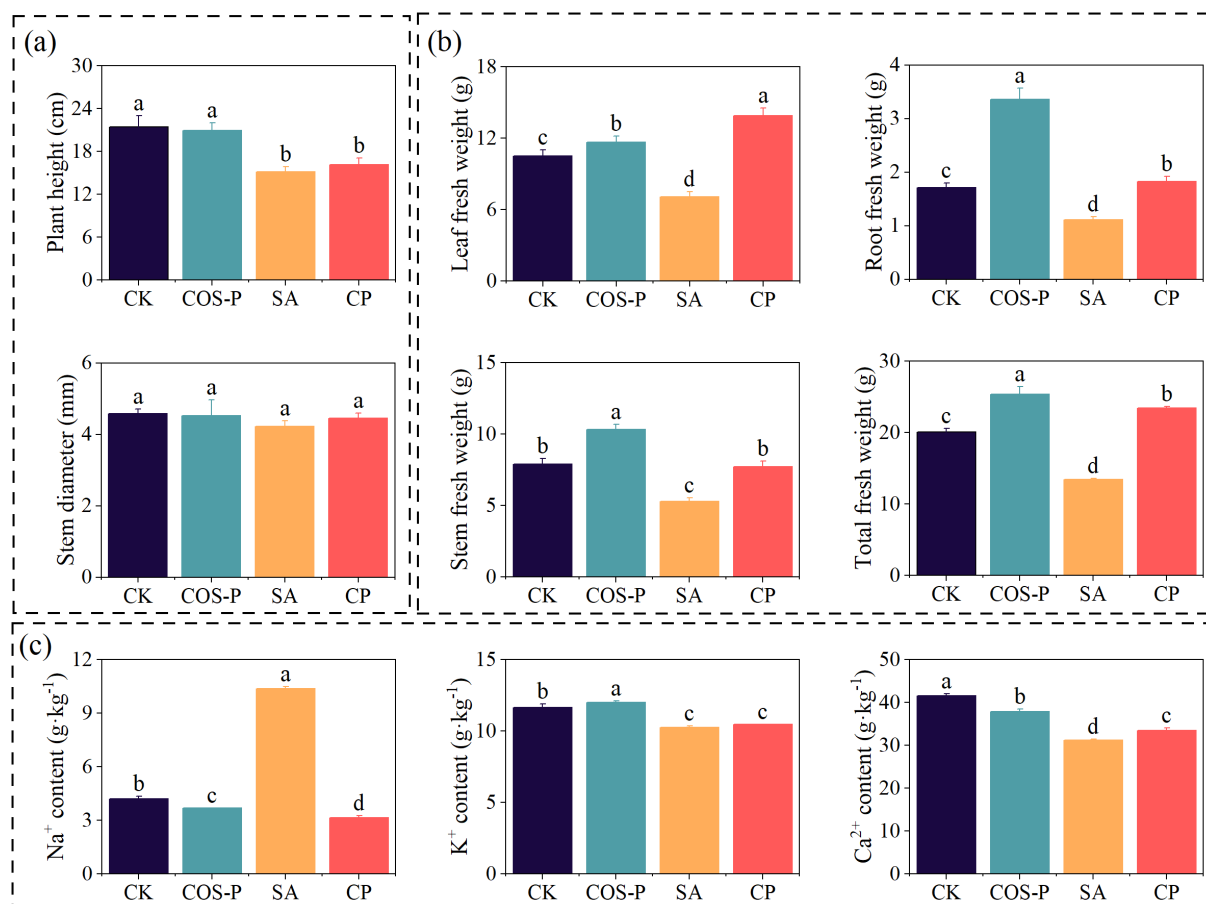 (a)
Plant height (cm)
30
24
18
12
6
0
a
a
b
b
CK
COS-P
SA
CP
Stem diameter (mm)
6
4
2
0
a
a
a
a
CK
COS-P
SA
CP
(b)
Leaf fresh weight (g)
18
12
6
0
c
b
d
a
CK
COS-P
SA
CP
Root fresh weight (g)
4
3
2
1
0
c
a
d
b
CK
COS-P
SA
CP
Stem fresh weight (g)
15
10
5
0
b
a
c
b
CK
COS-P
SA
CP
Total fresh weight (g)
30
20
10
0
c
a
d
b
CK
COS-P
SA
CP
(c)
Na⁺ content (g·kg⁻¹)
12
9
6
3
0
b
c
a
d
CK
COS-P
SA
CP
K⁺ content (g·kg⁻¹)
15
10
5
0
b
a
c
c
CK
COS-P
SA
CP
Ca²⁺ content (g·kg⁻¹)
50
40
30
20
10
0
a
b
d
c
CK
COS-P
SA
CP